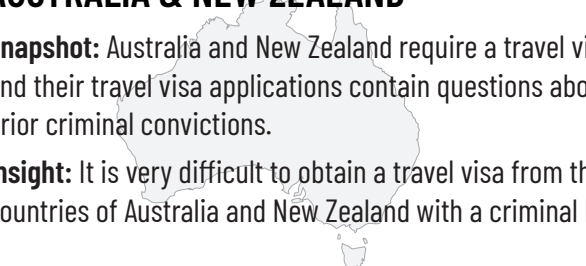 AUSTRALIA & NEW ZEALAND
napshot: Australia and New Zealand require a travel vi
nd their travel visa applications contain questions abo
rior criminal convictions.
nsight: It is very difficult to obtain a travel visa from th
ountries of Australia and New Zealand with a criminal